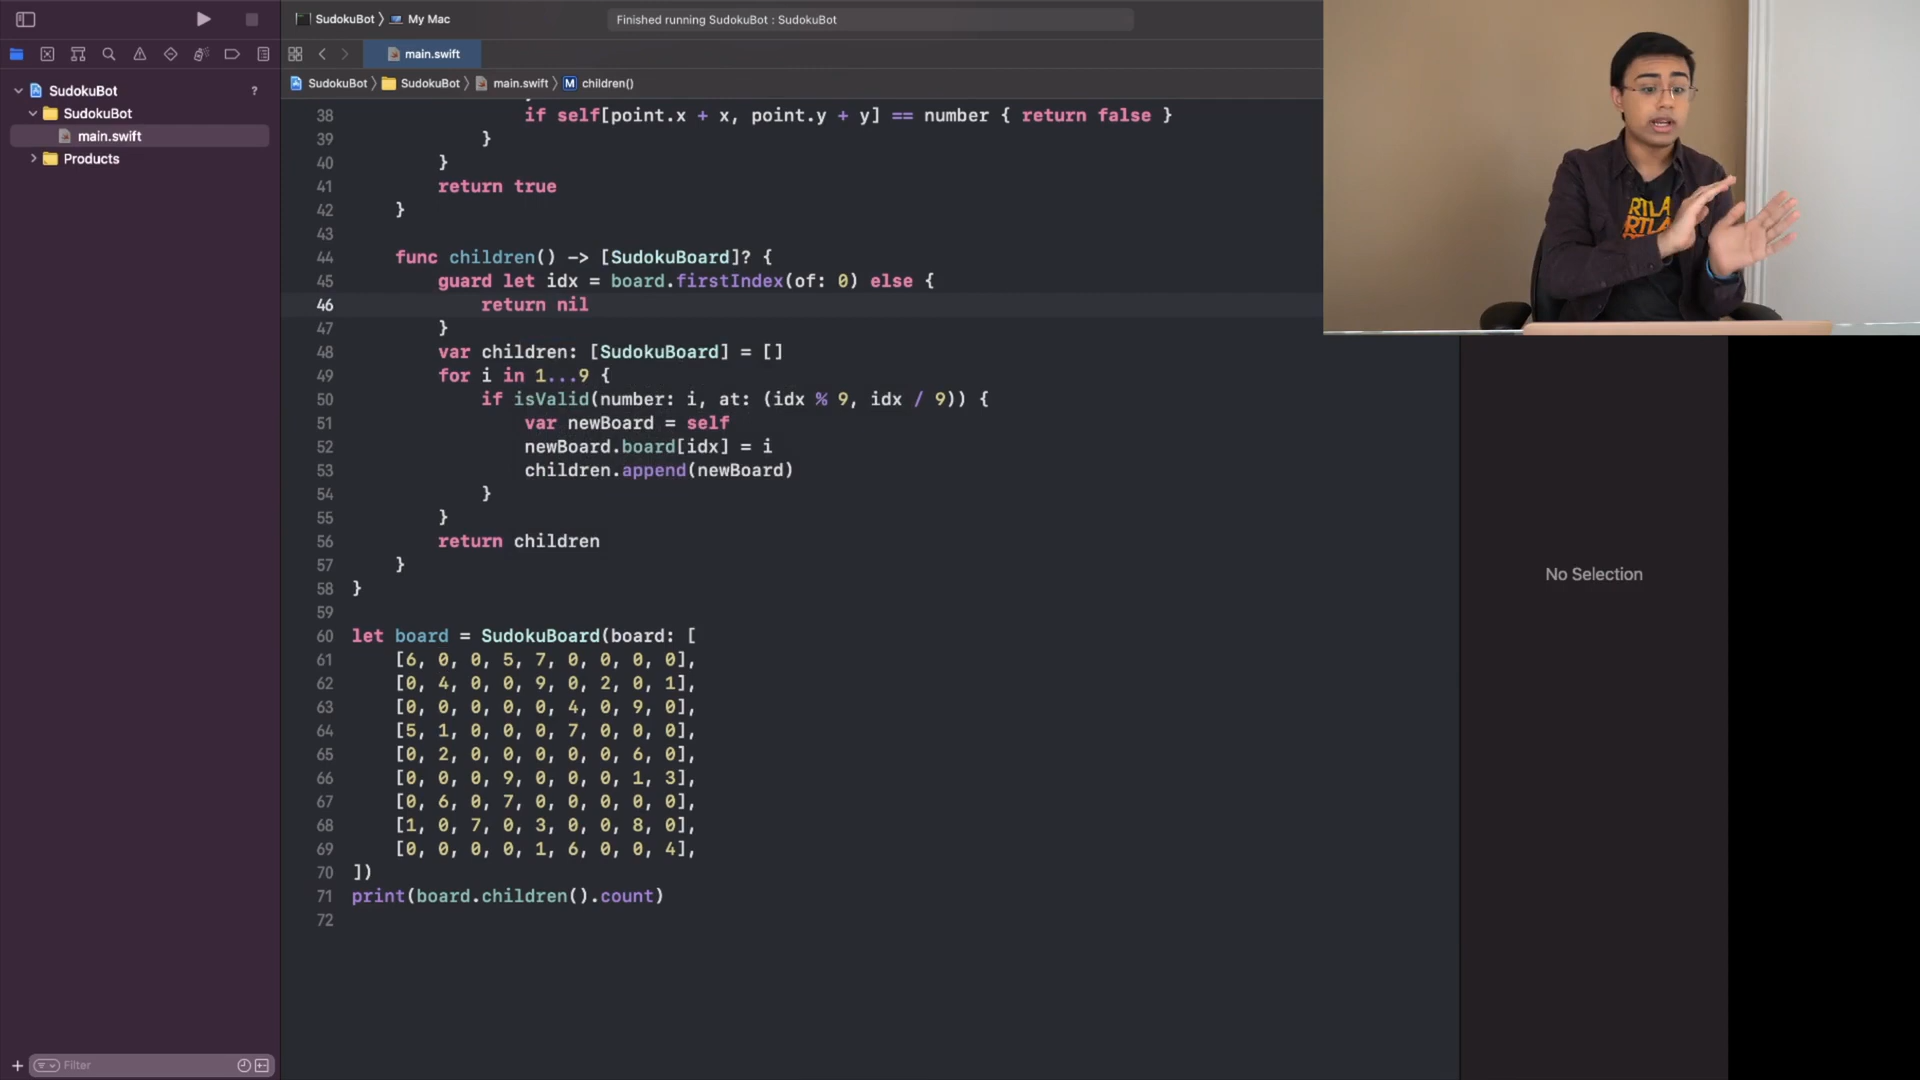 SudokuBot 〉 My Mac
Finished running SudokuBot : SudokuBot
main.swift
SudokuBot 〉 SudokuBot 〉 main.swift 〉 M children()
SudokuBot ?
SudokuBot
main.swift
Products
38 if self[point.x + x, point.y + y] == number { return false }
39 }
40 }
41 return true
42 }
43
44 func children() -> [SudokuBoard]? {
45 guard let idx = board.firstIndex(of: 0) else {
46 return nil
47 }
48 var children: [SudokuBoard] = []
49 for i in 1...9 {
50 if isValid(number: i, at: (idx % 9, idx / 9)) {
51 var newBoard = self
52 newBoard.board[idx] = i
53 children.append(newBoard)
54 }
55 }
56 return children
57 }
58 }
59
60 let board = SudokuBoard(board: [
61 [6, 0, 0, 5, 7, 0, 0, 0, 0],
62 [0, 4, 0, 0, 9, 0, 2, 0, 1],
63 [0, 0, 0, 0, 0, 4, 0, 9, 0],
64 [5, 1, 0, 0, 0, 7, 0, 0, 0],
65 [0, 2, 0, 0, 0, 0, 0, 6, 0],
66 [0, 0, 0, 9, 0, 0, 0, 1, 3],
67 [0, 6, 0, 7, 0, 0, 0, 0, 0],
68 [1, 0, 7, 0, 3, 0, 0, 8, 0],
69 [0, 0, 0, 0, 1, 6, 0, 0, 4],
70 ])
71 print(board.children().count)
72
No Selection
Filter